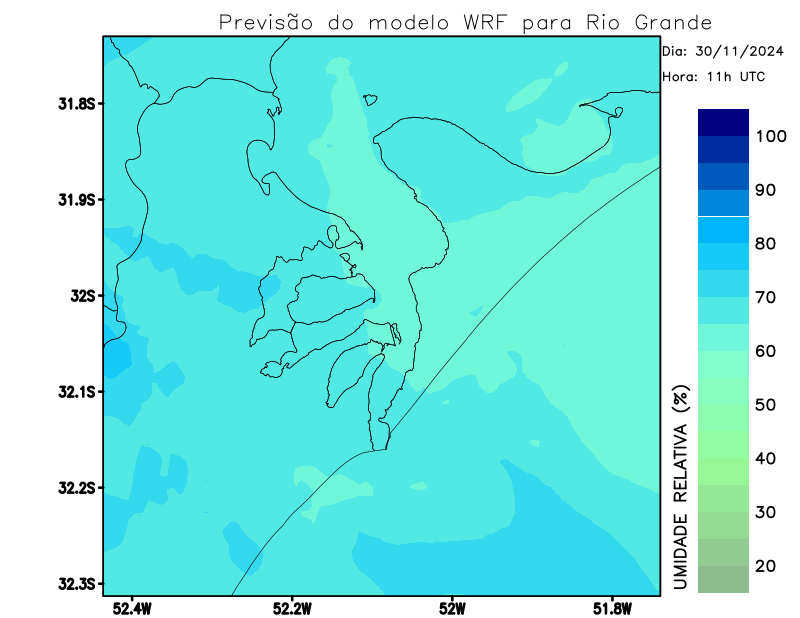 Previsão do modelo WRF para Rio Grande
Dia: 30/11/2024
Hora: 11h UTC
31.8S
31.9S
32S
32.1S
32.2S
32.3S
52.4W
52.2W
52W
51.8W
UMIDADE RELATIVA (%)
100
90
80
70
60
50
40
30
20